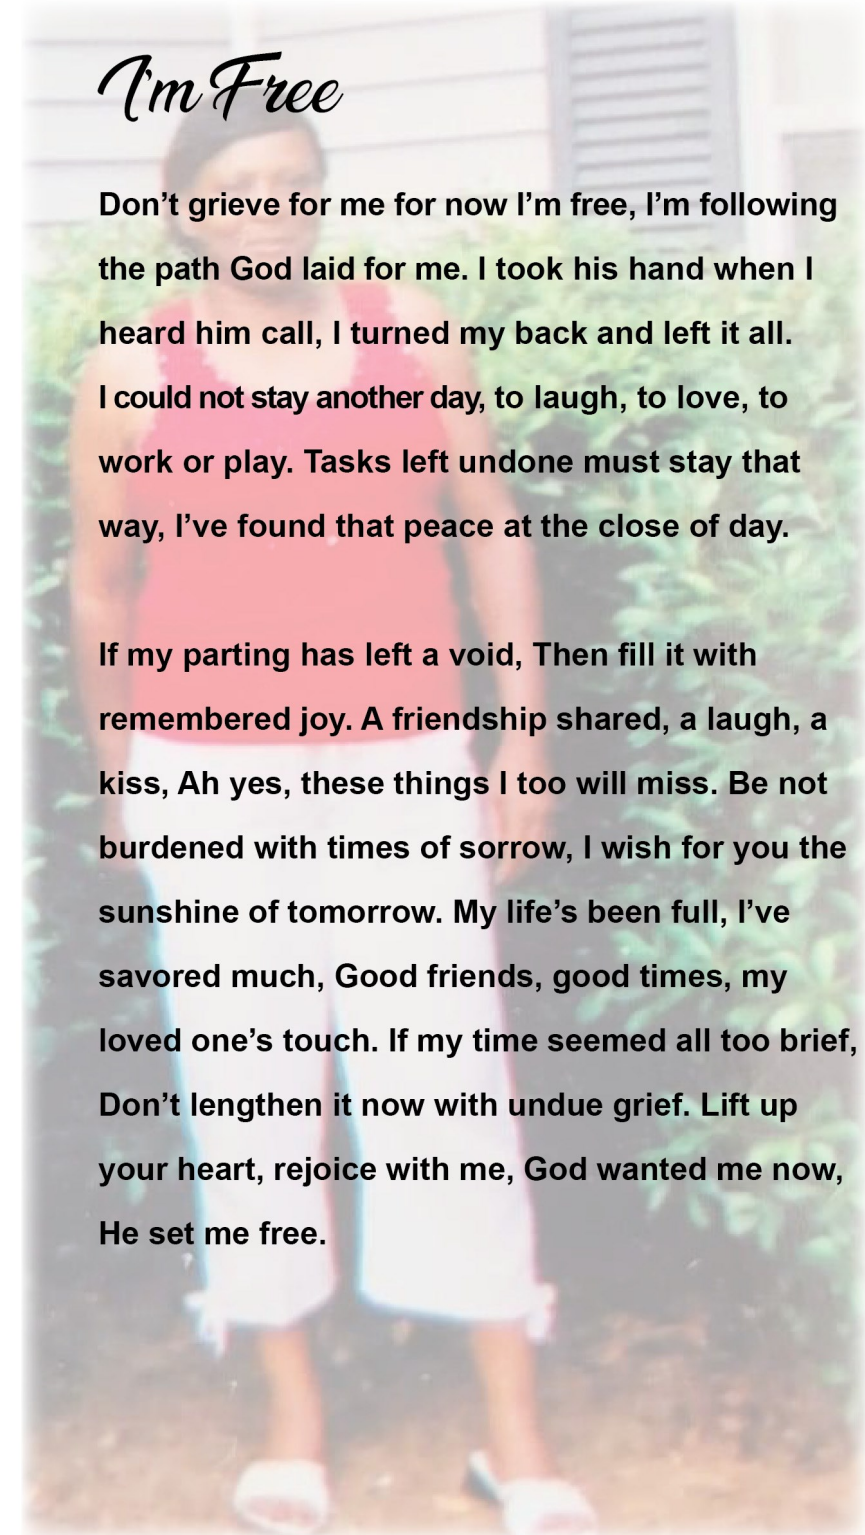 I'm Free
Don’t grieve for me for now I’m free, I’m following
the path God laid for me. I took his hand when I
heard him call, I turned my back and left it all.
I could not stay another day, to laugh, to love, to
work or play. Tasks left undone must stay that
way, I’ve found that peace at the close of day.
If my parting has left a void, Then fill it with
remembered joy. A friendship shared, a laugh, a
kiss, Ah yes, these things I too will miss. Be not
burdened with times of sorrow, I wish for you the
sunshine of tomorrow. My life’s been full, I’ve
savored much, Good friends, good times, my
loved one’s touch. If my time seemed all too brief,
Don’t lengthen it now with undue grief. Lift up
your heart, rejoice with me, God wanted me now,
He set me free.